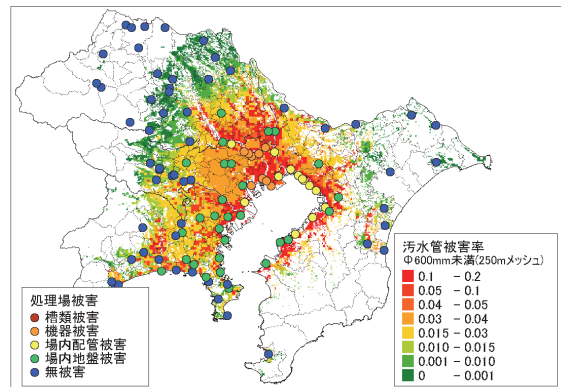 汚水管被害率
Φ600mm未満(250mメッシュ)
0.1 - 0.2
0.05 - 0.1
0.04 - 0.05
0.03 - 0.04
0.015 - 0.03
0.010 - 0.015
0.001 - 0.010
0 - 0.001
処理場被害
槽類被害
機器被害
場内配管被害
場内地盤被害
無被害